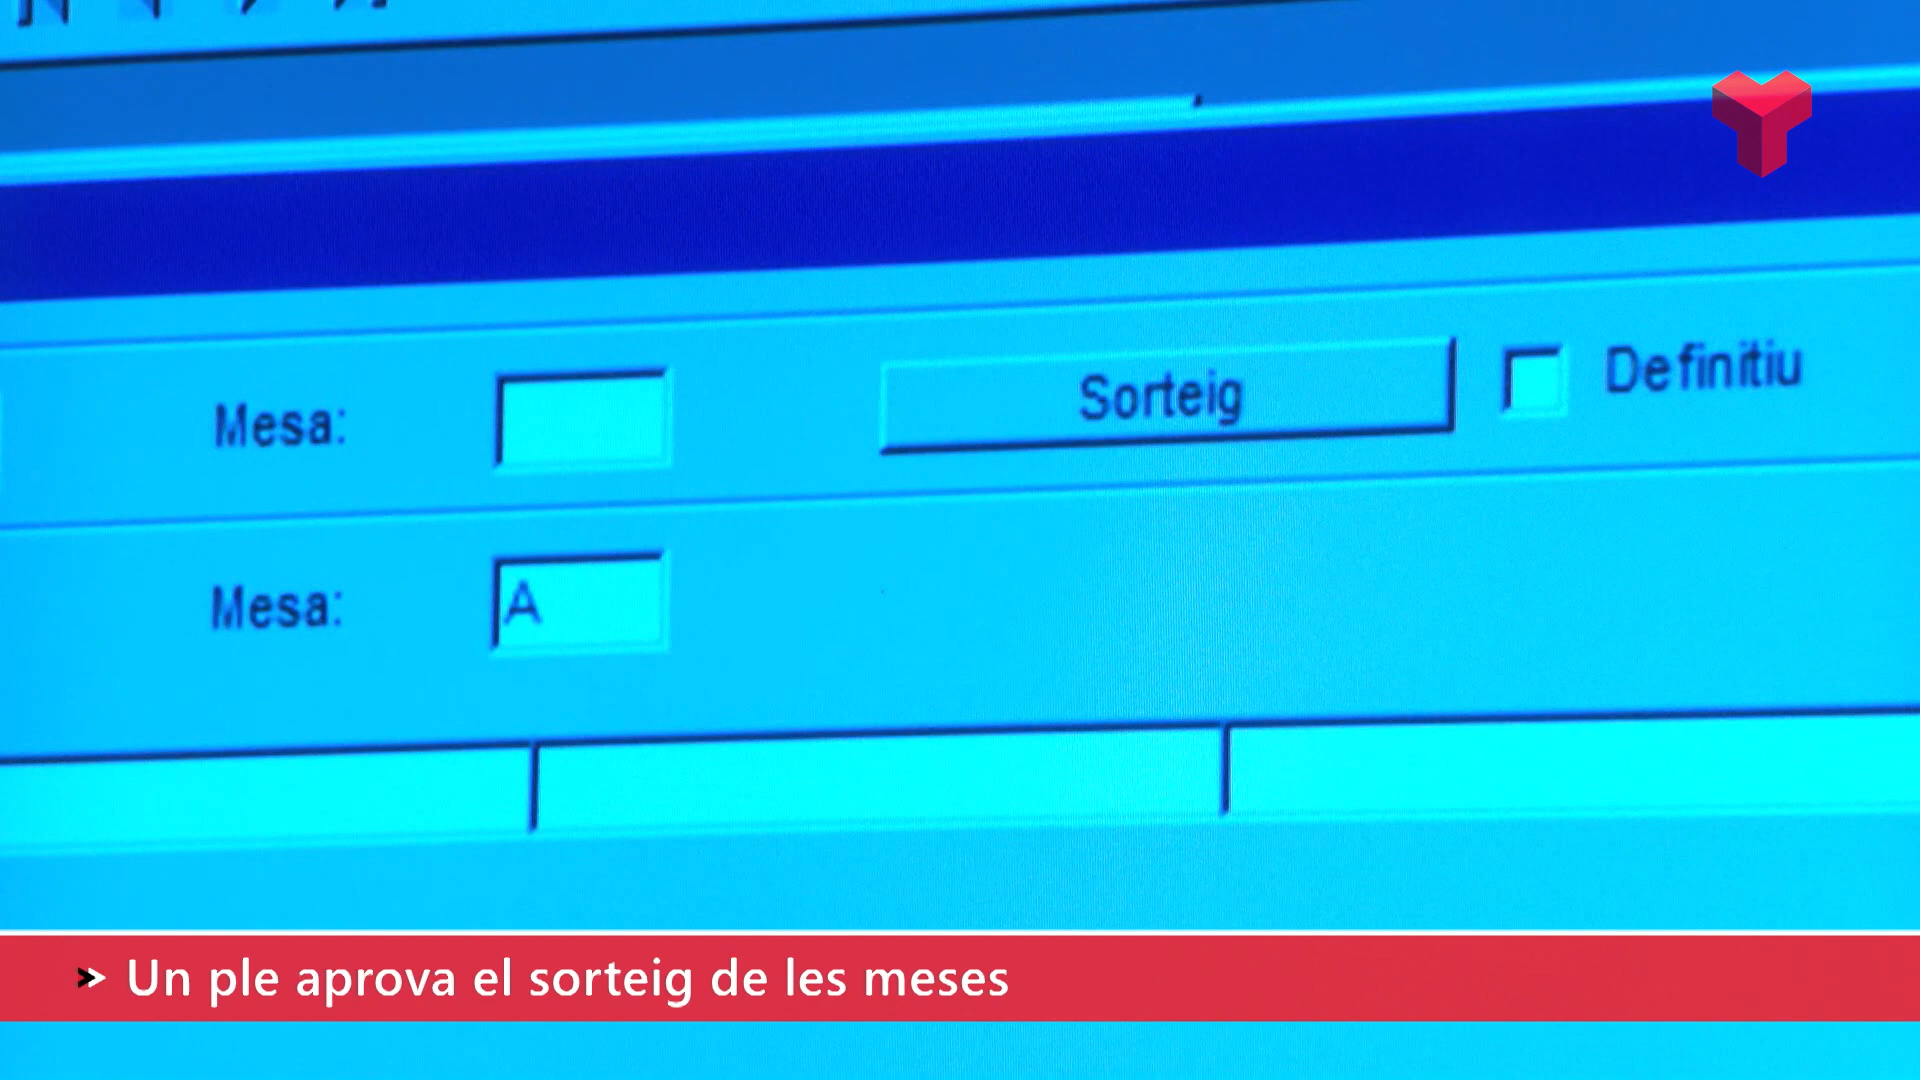 Mesa:
Sorteig
Definitiu
Mesa:
A
> Un ple aprova el sorteig de les meses